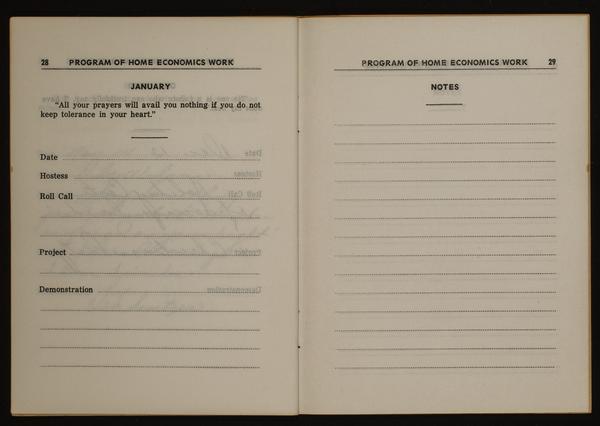 28 PROGRAM OF HOME ECONOMICS WORK
JANUARY
"All your prayers will avail you nothing if you do not
keep tolerance in your heart."
Date
Hostess
Roll Call
Project
Demonstration
PROGRAM OF HOME ECONOMICS WORK 29
NOTES